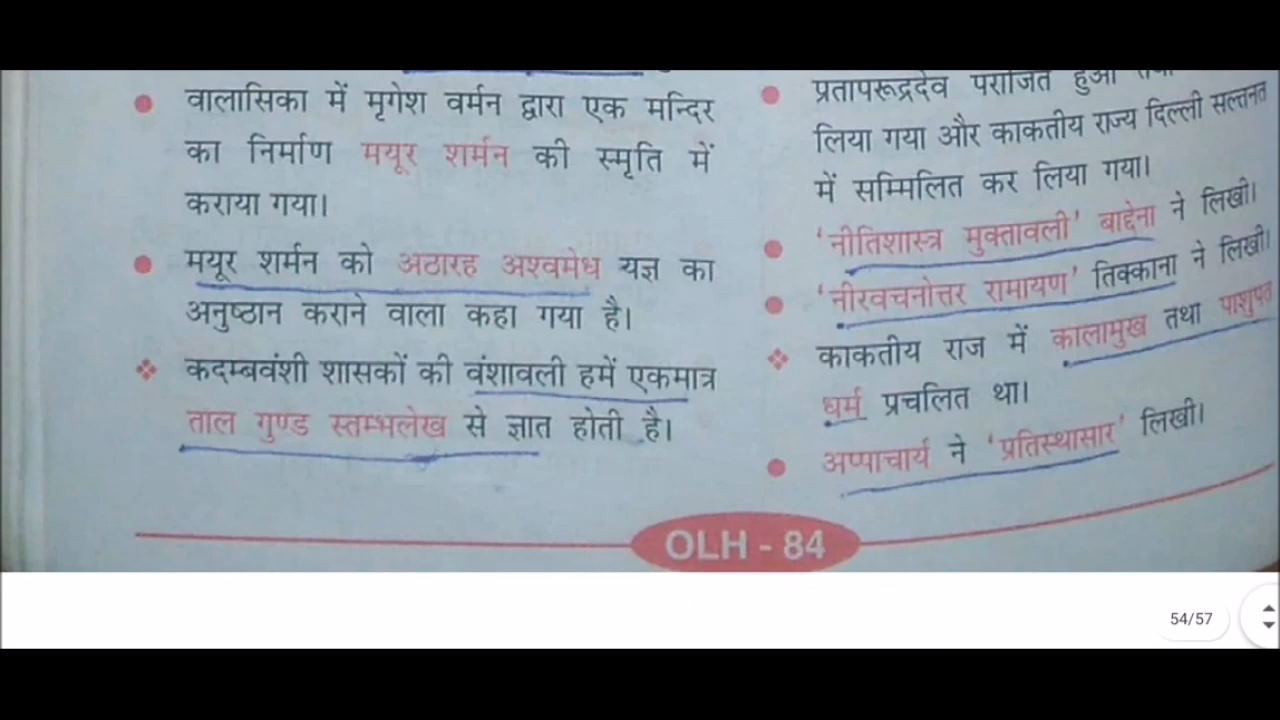 वालासिका में मृगेश वर्मन द्वारा एक मन्दिर
का निर्माण मयूर शर्मन की स्मृति में
कराया गया।
मयूर शर्मन को अठारह अश्वमेध यज्ञ का
अनुष्ठान कराने वाला कहा गया है।
कदम्बवंशी शासकों की वंशावली हमें एकमात्र
ताल गुण्ड स्तम्भलेख से ज्ञात होती है।
प्रतापरूद्रदेव पराजित हुआ
लिया गया और काकतीय राज्य दिल्ली सल्तनत
में सम्मिलित कर लिया गया।
'नीतिशास्त्र मुक्तावली' बाद्देना ने लिखी।
'नीरवचनोत्तर रामायण' तिक्काना ने लिखी।
काकतीय राज में कालामुख तथा पाशुपत
धर्म प्रचलित था।
अप्पाचार्य ने 'प्रतिस्थासार' लिखी।
OLH - 84
54/57